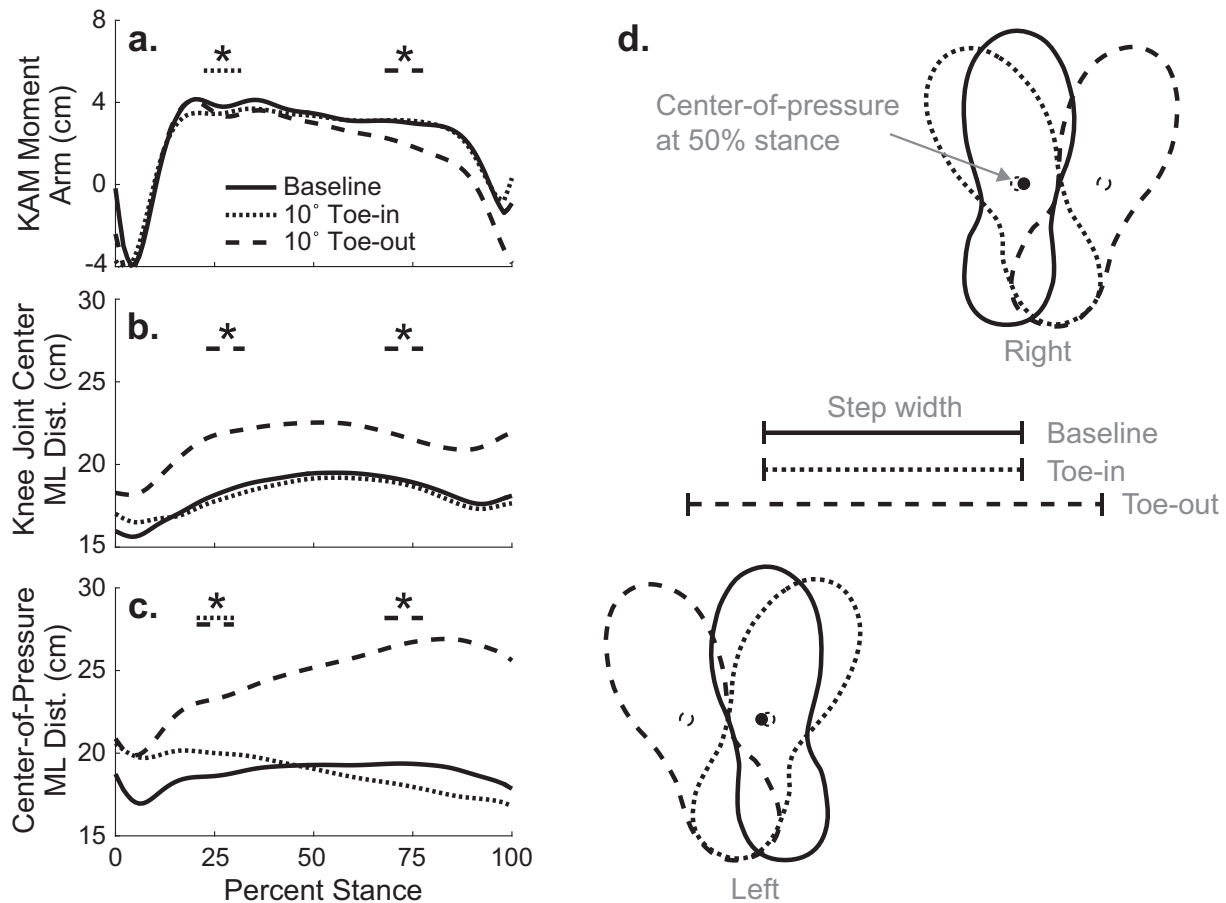 a.
KAM Moment
Arm (cm)
8
4
0
-4
*
*
Baseline
10° Toe-in
10° Toe-out
b.
Knee Joint Center
ML Dist. (cm)
30
25
20
15
*
*
c.
Center-of-Pressure
ML Dist. (cm)
30
25
20
15
*
*
0
25
50
75
100
Percent Stance
d.
Center-of-pressure
at 50% stance
Right
Step width
Baseline
Toe-in
Toe-out
Left